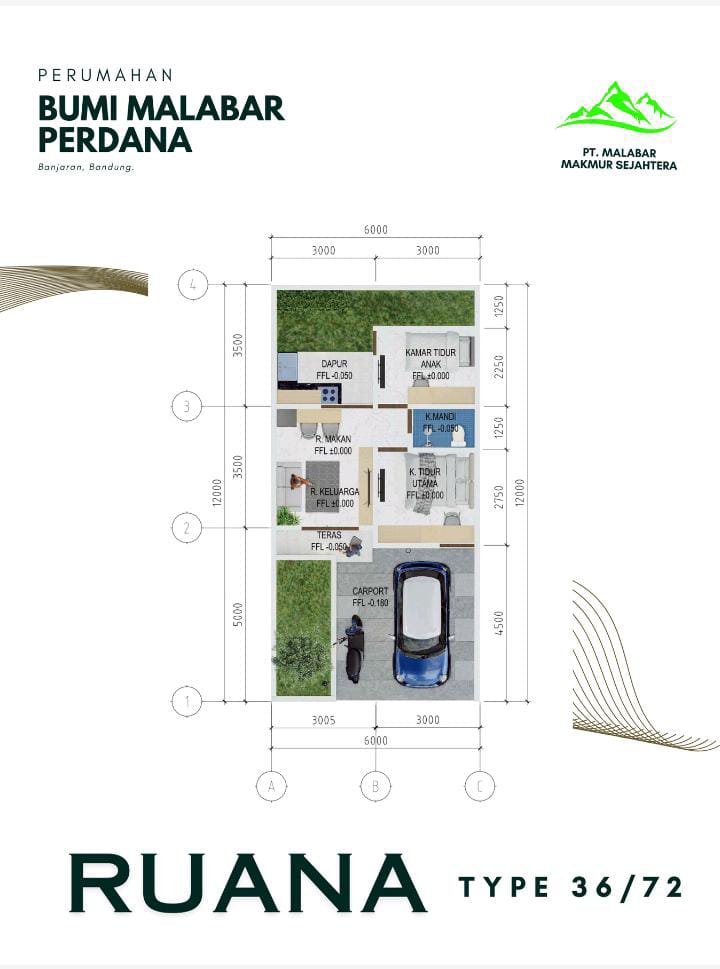 PERUMAHAN
BUMI MALABAR
PERDANA
Banjaran, Bandung.
PT. MALABAR
MAKMUR SEJAHTERA
6000
3000 3000
4
3
2
1
12000
3500
3500
5000
1250
2250
1250
2750
4500
12000
DAPUR
FFL -0.050
KAMAR TIDUR
ANAK
FFL ±0.000
K.MANDI
FFL -0.050
R. MAKAN
FFL ±0.000
K. TIDUR
UTAMA
FFL ±0.000
R. KELUARGA
FFL ±0.000
TERAS
FFL -0.050
CARPORT
FFL -0.180
3005 3000
6000
A B C
RUANA TYPE 36/72